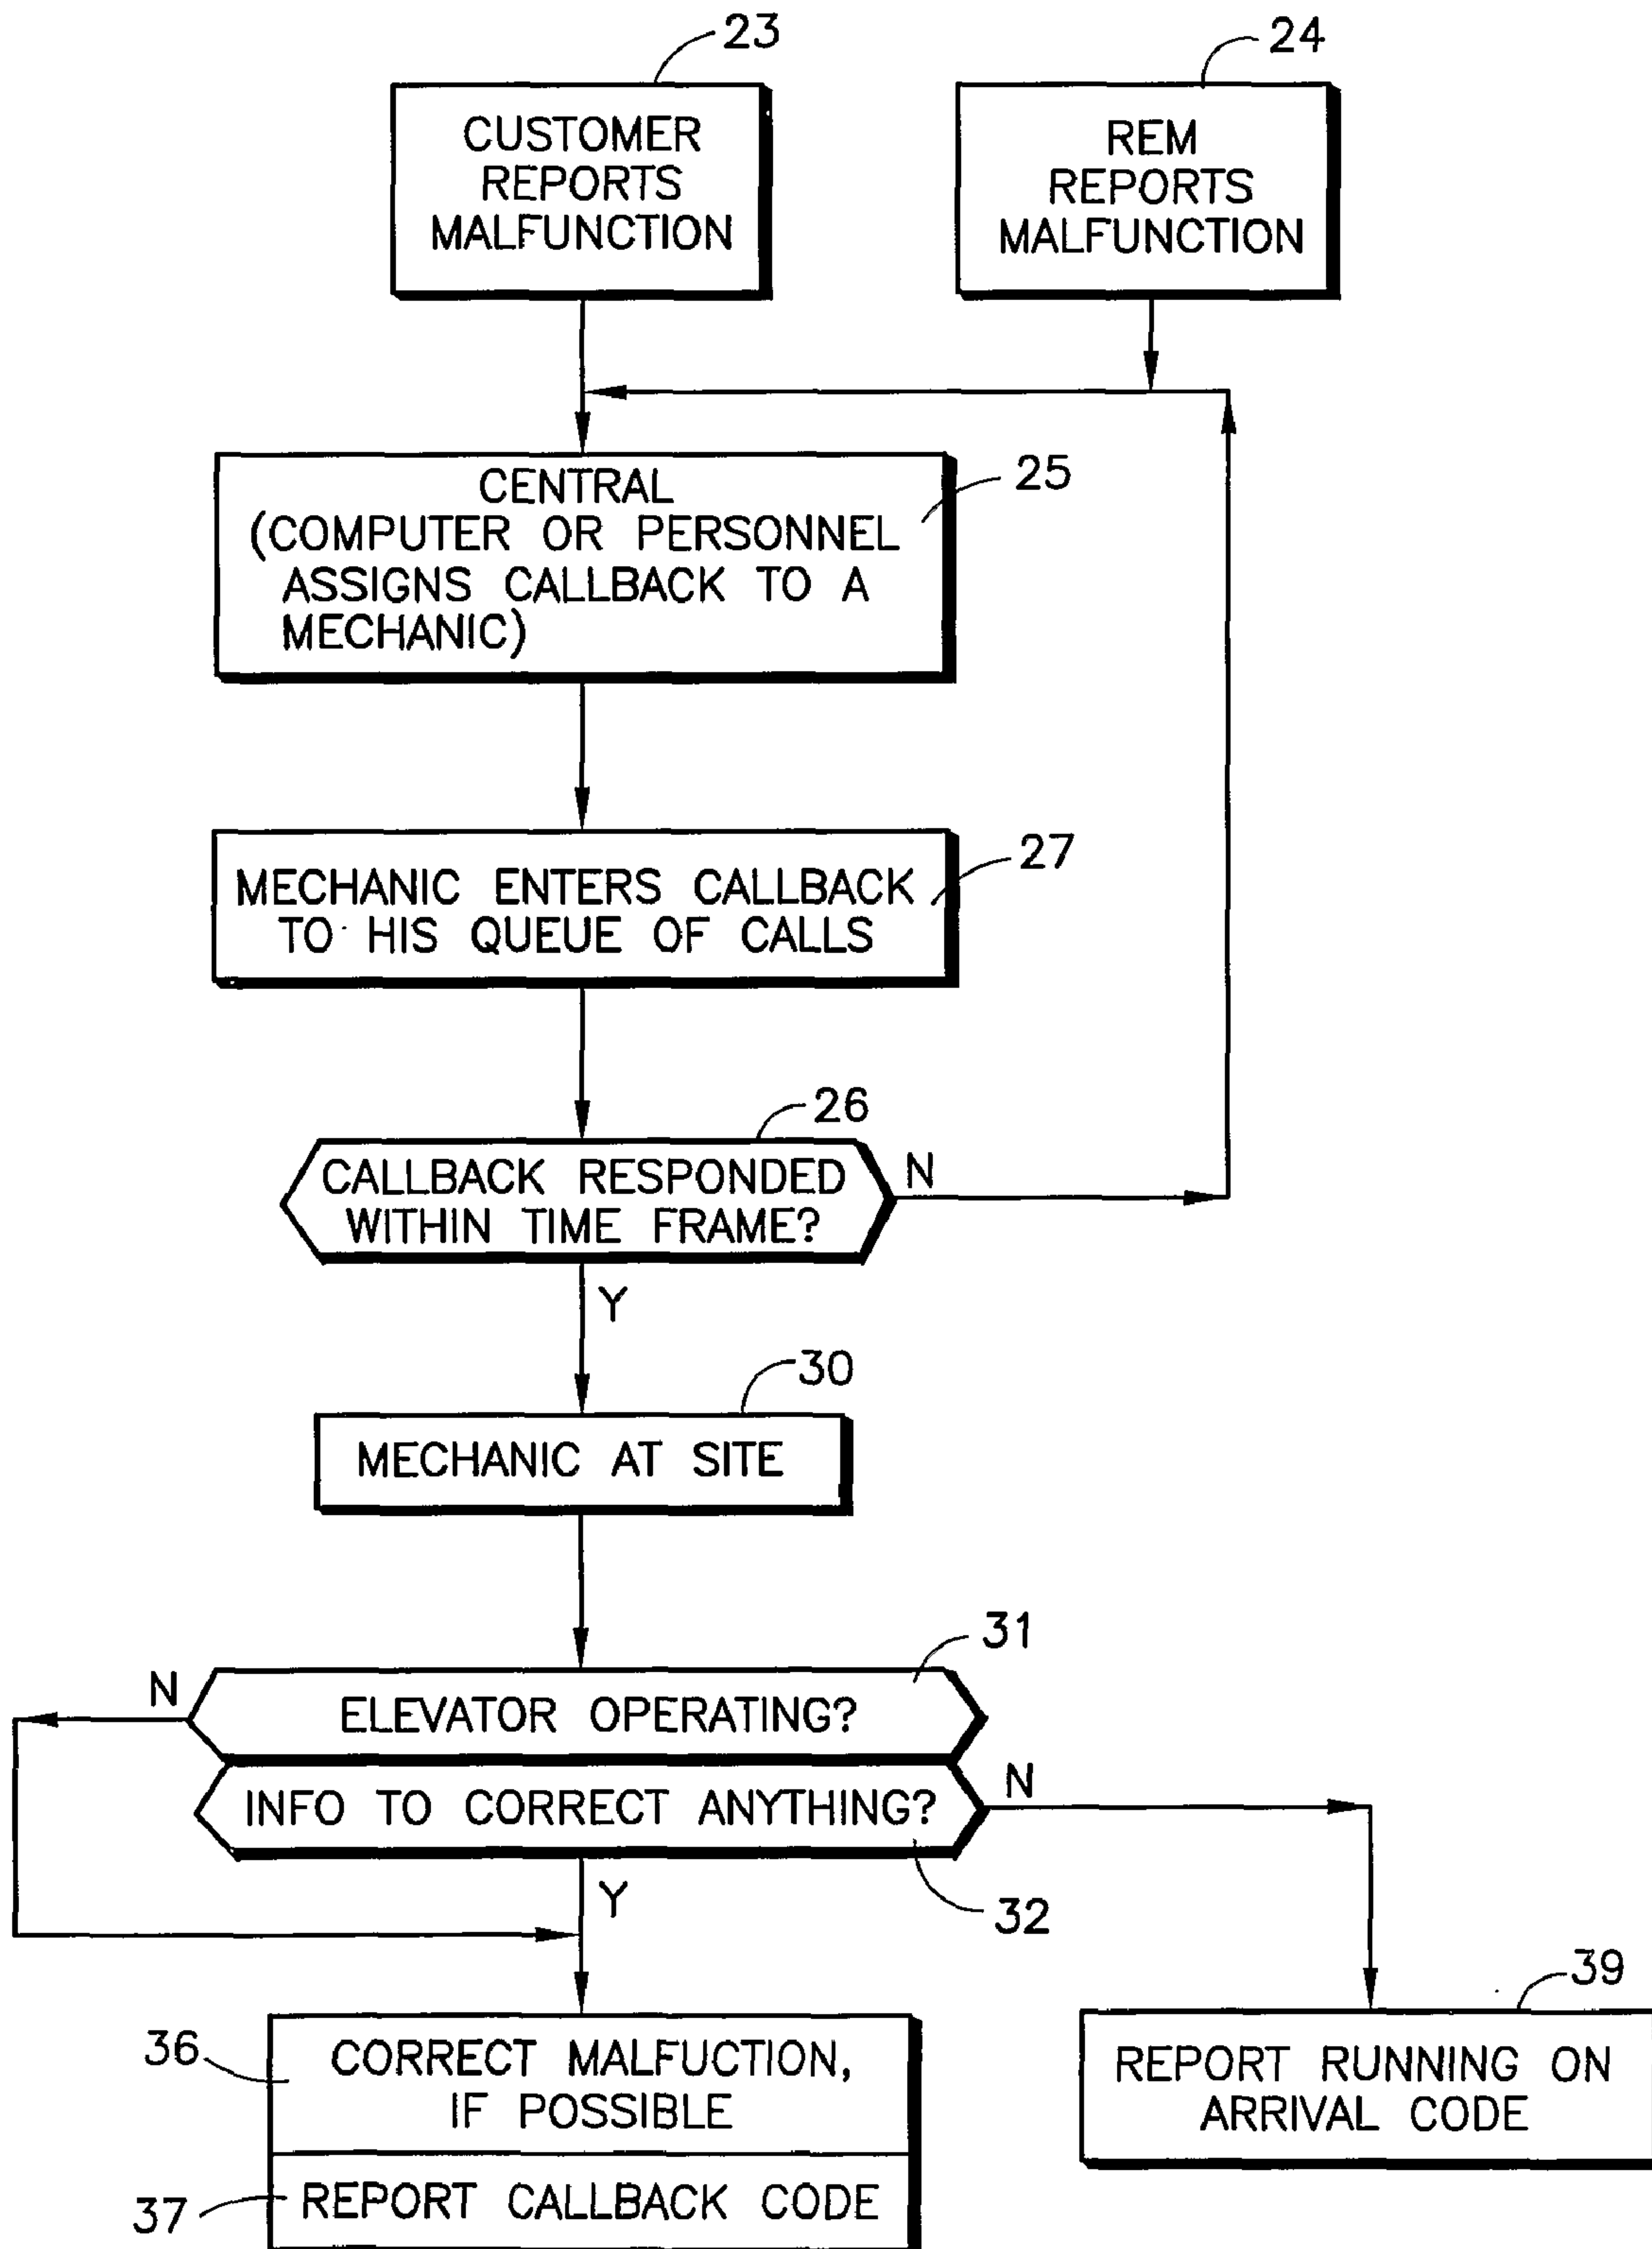 23
24
CUSTOMER
REPORTS
MALFUNCTION
REM
REPORTS
MALFUNCTION
25
CENTRAL
(COMPUTER OR PERSONNEL
ASSIGNS CALLBACK TO A
MECHANIC)
27
MECHANIC ENTERS CALLBACK
TO HIS QUEUE OF CALLS
26
CALLBACK RESPONDED
WITHIN TIME FRAME?
N
Y
30
MECHANIC AT SITE
31
N
ELEVATOR OPERATING?
INFO TO CORRECT ANYTHING?
N
Y
32
39
36
CORRECT MALFUCTION,
IF POSSIBLE
REPORT RUNNING ON
ARRIVAL CODE
37
REPORT CALLBACK CODE